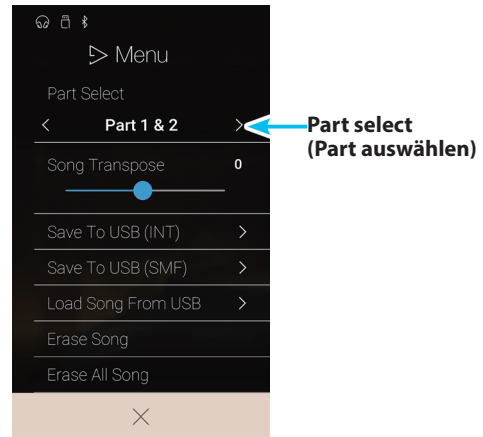 Menu
Part Select
Part 1 & 2
Part select
(Part auswählen)
Song Transpose 0
Save To USB (INT)
Save To USB (SMF)
Load Song From USB
Erase Song
Erase All Song